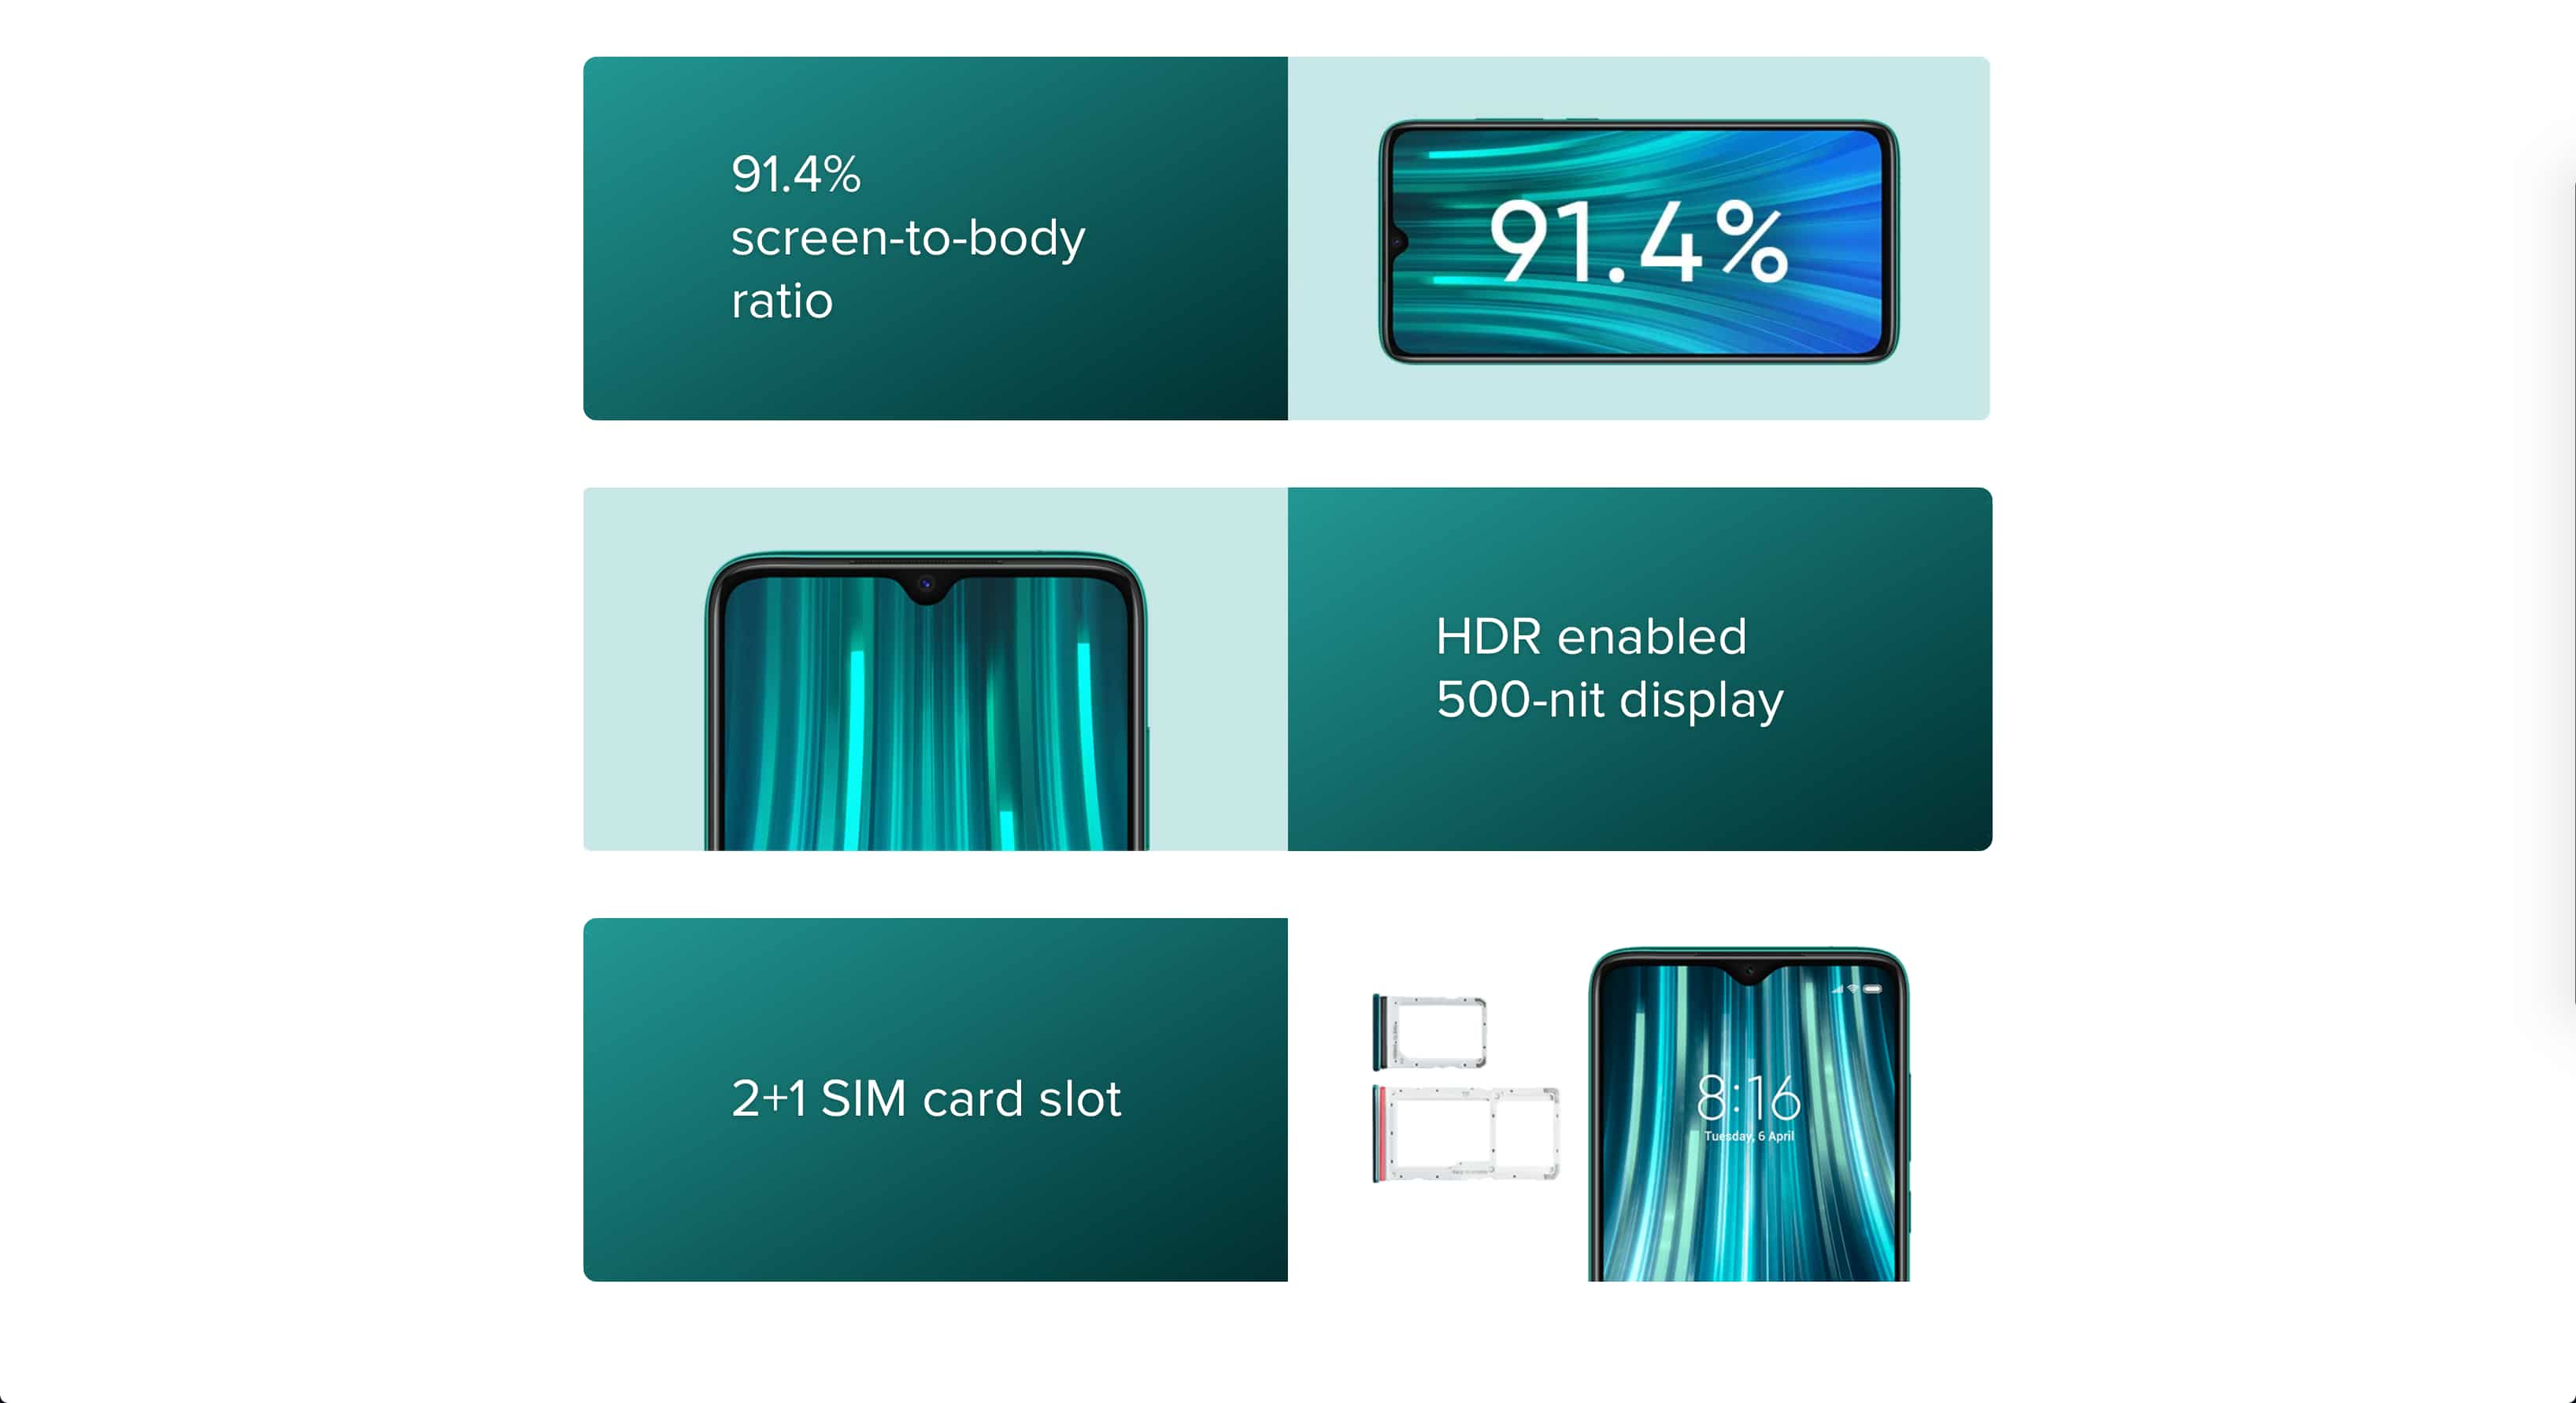 91.4%
screen-to-body
ratio
91.4%
HDR enabled
500-nit display
2+1 SIM card slot
8:16
Tuesday, 6 April